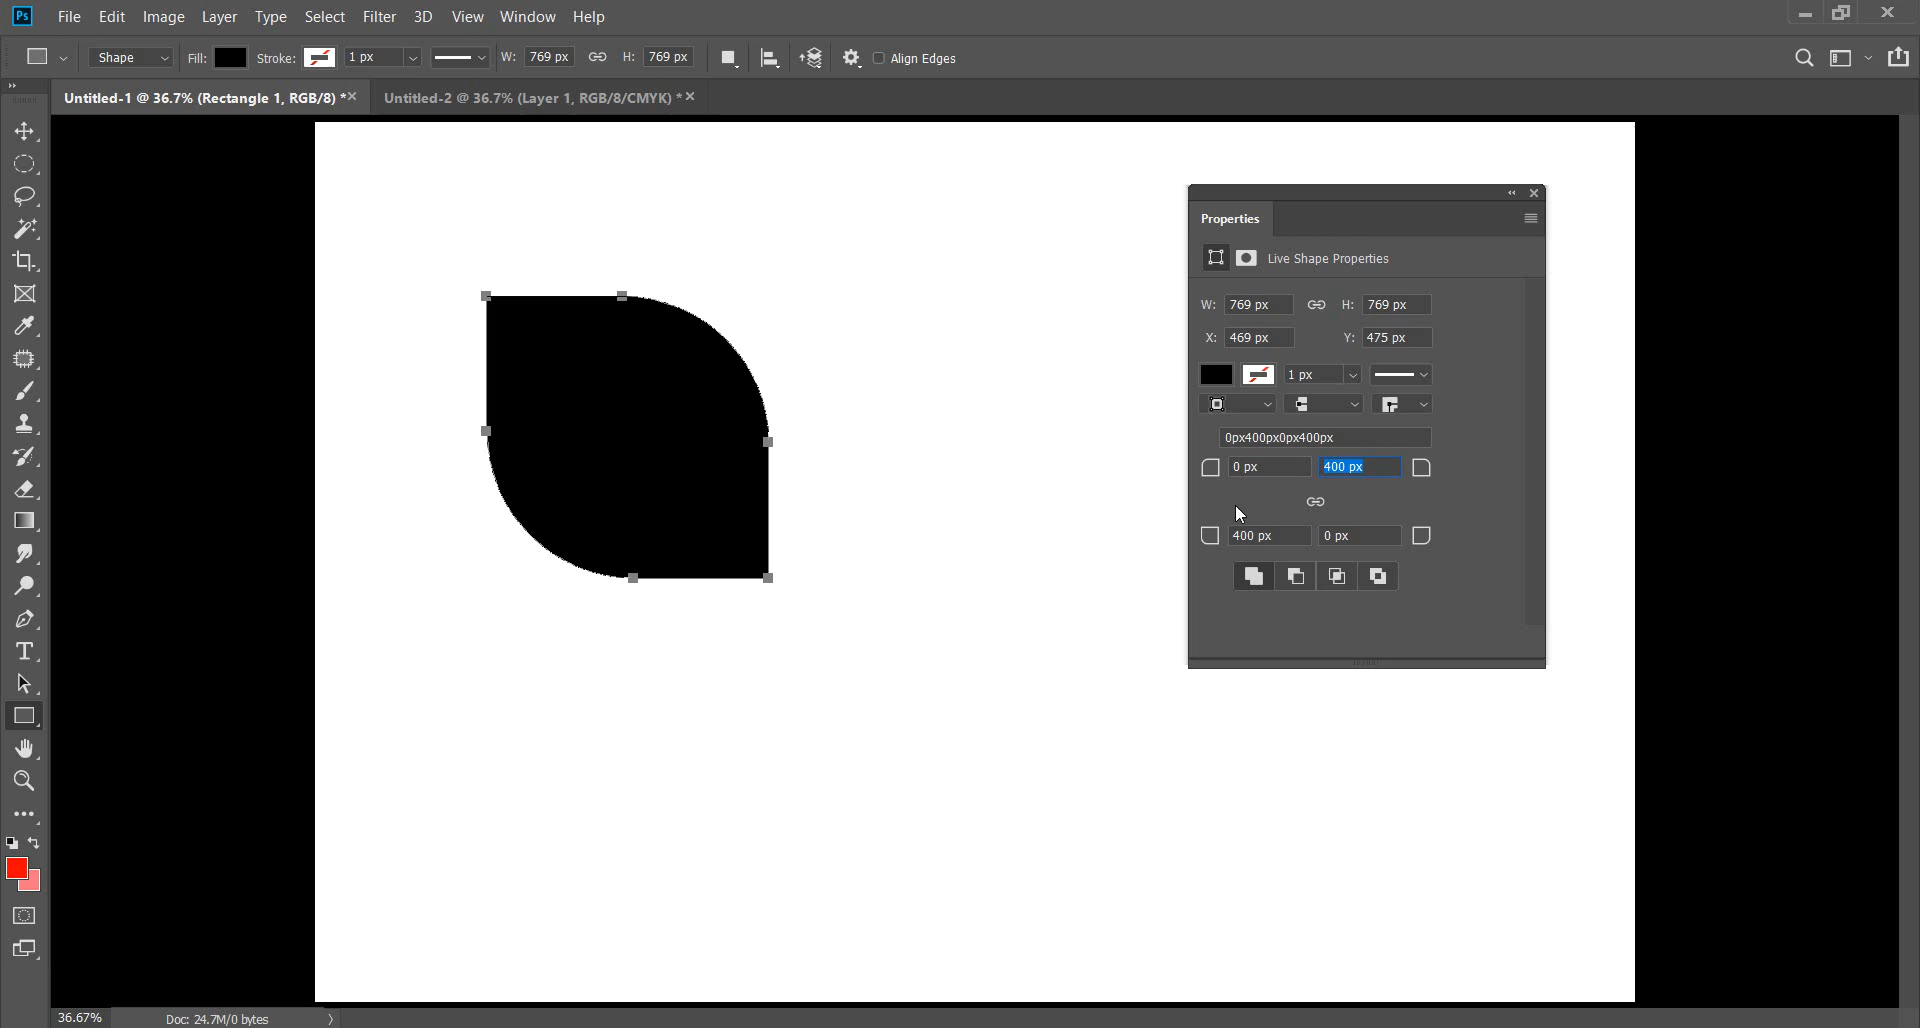 Ps File Edit Image Layer Type Select Filter 3D View Window Help
Shape Fill: Stroke: 1 px W: 769 px H: 769 px Align Edges
Untitled-1 @ 36.7% (Rectangle 1, RGB/8) * Untitled-2 @ 36.7% (Layer 1, RGB/8/CMYK) *
Properties
Live Shape Properties
W: 769 px H: 769 px
X: 469 px Y: 475 px
1 px
0px400px0px400px
0 px 400 px
400 px 0 px
36.67% Doc: 24.7M/0 bytes